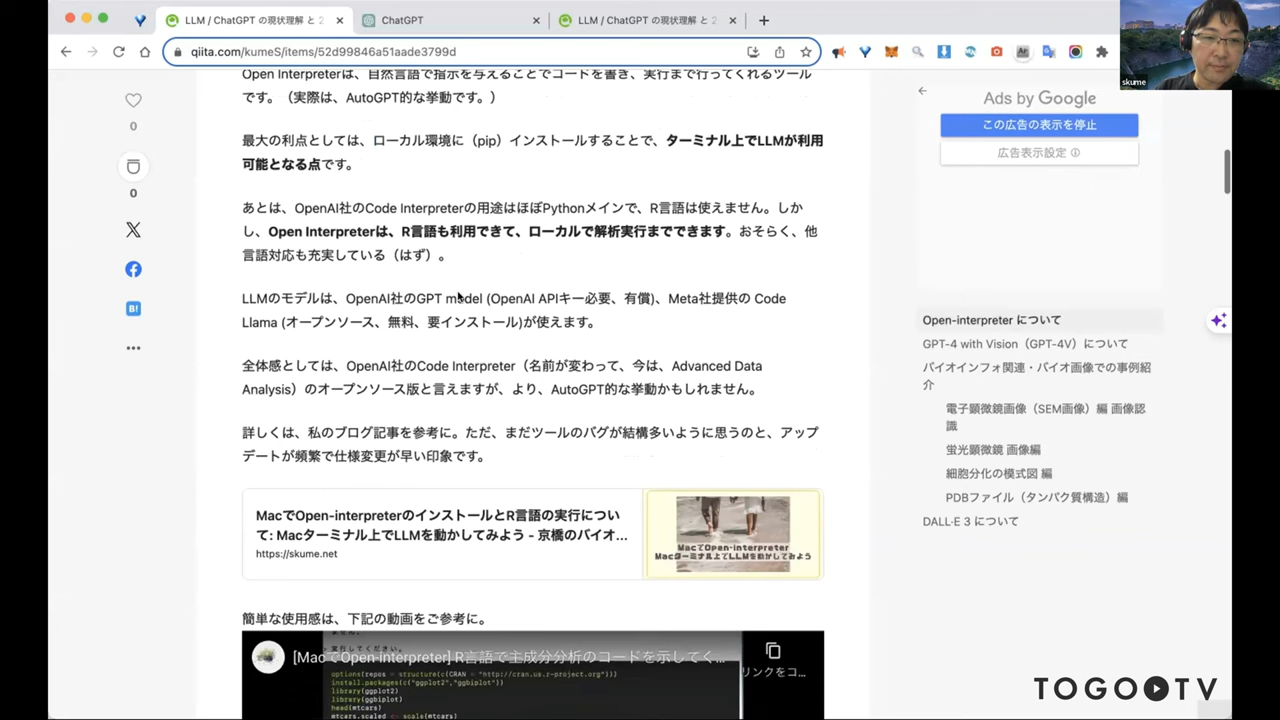 LLM / ChatGPT の現状理解 と 2
ChatGPT
LLM / ChatGPT の現状理解 と 2
qiita.com/kumeS/items/52d99846a51aade3799d
skume
Open Interpreterは、自然言語で指示を与えることでコードを書き、実行まで行ってくれるツール
です。（実際は、AutoGPT的な挙動です。）
最大の利点としては、ローカル環境に（pip）インストールすることで、ターミナル上でLLMが利用
可能となる点です。
あとは、OpenAI社のCode Interpreterの用途はほぼPythonメインで、R言語は使えません。しか
し、Open Interpreterは、R言語も利用できて、ローカルで解析実行までできます。おそらく、他
言語対応も充実している（はず）。
LLMのモデルは、OpenAI社のGPT model (OpenAI APIキー必要、有償)、Meta社提供の Code
Llama (オープンソース、無料、要インストール)が使えます。
全体感としては、OpenAI社のCode Interpreter（名前が変わって、今は、Advanced Data
Analysis）のオープンソース版と言えますが、より、AutoGPT的な挙動かもしれません。
詳しくは、私のブログ記事を参考に。ただ、まだツールのバグが結構多いように思うのと、アップ
デートが頻繁で仕様変更が早い印象です。
MacでOpen-interpreterのインストールとR言語の実行につい
て: Macターミナル上でLLMを動かしてみよう - 京橋のバイオ...
https://skume.net
MacでOpen-interpreter
Macターミナル上でLLMを動かしてみよう
簡単な使用感は、下記の動画をご参考に。
ません。
実行してください。
[MacでOpen-interpreter] R言語で主成分分析のコードを示してく...
リンクをコ...
options(repos = structure(c(CRAN = "http://cran.us.r-project.org")))
install.packages(c("ggplot2","ggbiplot"))
library(ggplot2)
library(ggbiplot)
head(mtcars)
mtcars.scaled <- scale(mtcars)
0
0
B!
Ads by Google
この広告の表示を停止
広告表示設定
Open-interpreter について
GPT-4 with Vision（GPT-4V）について
バイオインフォ関連・バイオ画像での事例紹
介
電子顕微鏡画像（SEM画像）編 画像認
識
蛍光顕微鏡 画像編
細胞分化の模式図 編
PDBファイル（タンパク質構造）編
DALL·E 3 について
TOGO TV